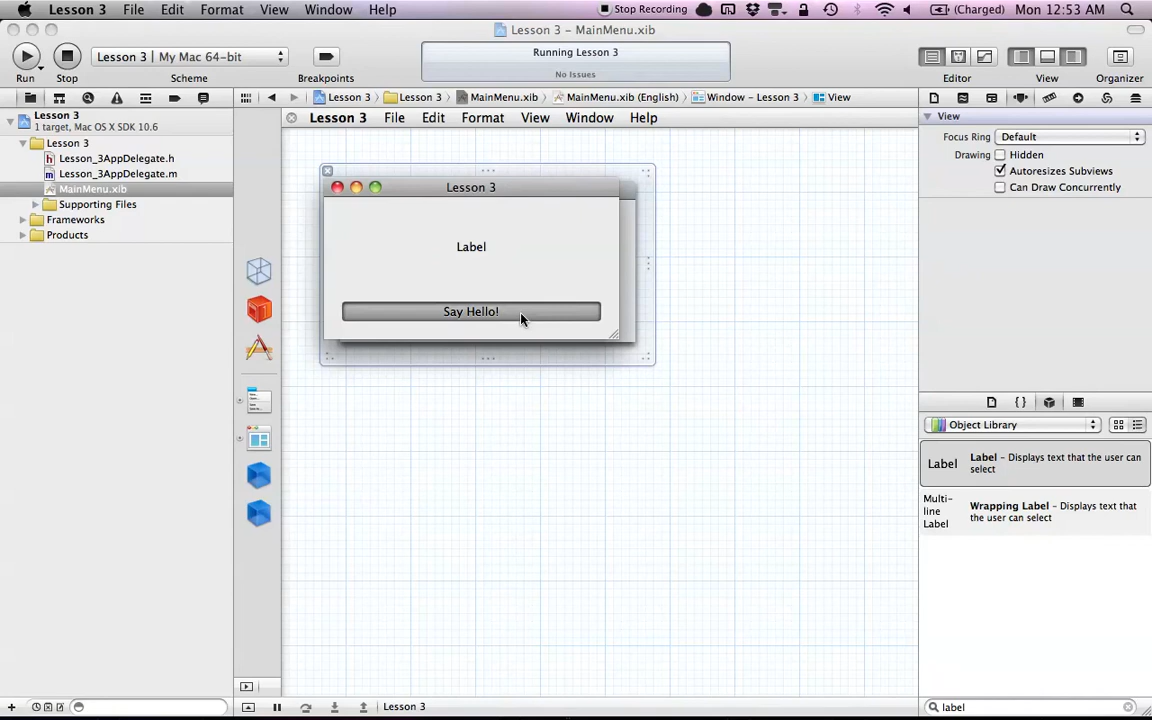 Xcode File Edit View Window Help Stop Recording (Charged) Mon 12:53 AM
Lesson 3 – MainMenu.xib
Lesson 3 | My Mac 64-bit
Running Lesson 3
No Issues
Run Stop Scheme Breakpoints Editor View Organizer
Lesson 3 Lesson 3 MainMenu.xib MainMenu.xib (English) Window – Lesson 3 View
Lesson 3
1 target, Mac OS X SDK 10.6
Lesson 3
h Lesson_3AppDelegate.h
m Lesson_3AppDelegate.m
MainMenu.xib
Supporting Files
Frameworks
Products
Lesson 3 File Edit Format View Window Help
Lesson 3
Label
Say Hello!
View
Focus Ring Default
Drawing Hidden
Autoresizes Subviews
Can Draw Concurrently
Object Library
Label
Label – Displays text that the user can
select
Multi-
line
Label
Wrapping Label – Displays text that
the user can select
Lesson 3
label